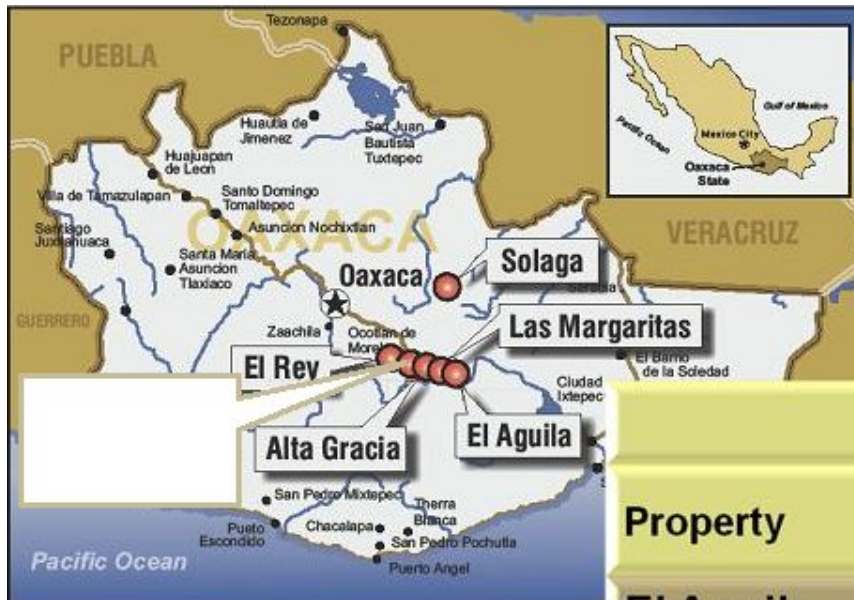 Tezonapa
PUEBLA
Huautla de
Jimenez
San Juan
Bautista
Tuxtepec
Gulf of Mexico
Pacific Ocean
Mexico City
Oaxaca
State
Huajuapan
de Leon
Villa de Tamazulapan
Santo Domingo
Tomaltepec
Asuncion Nochixtlan
OAXACA
Santiago
Juxtlahuaca
Santa Maria
Asuncion
Tlaxiaco
VERACRUZ
Solaga
Oaxaca
GUERRERO
Zaachila
Ocotlan de
Las Margaritas
El Rey
El Barrio
de la Soledad
Ciudad
Ixtepec
Alta Gracia
El Aguila
San Pedro Mixtepec
Pueto
Escondido
Chacalapa
Therra
Blanca
San Pedro Pochutla
Puerto Angel
Pacific Ocean
Property